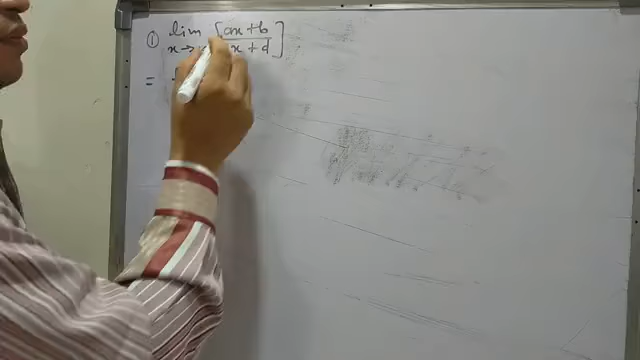 ① lim [ax+b
x→ x+d]
=